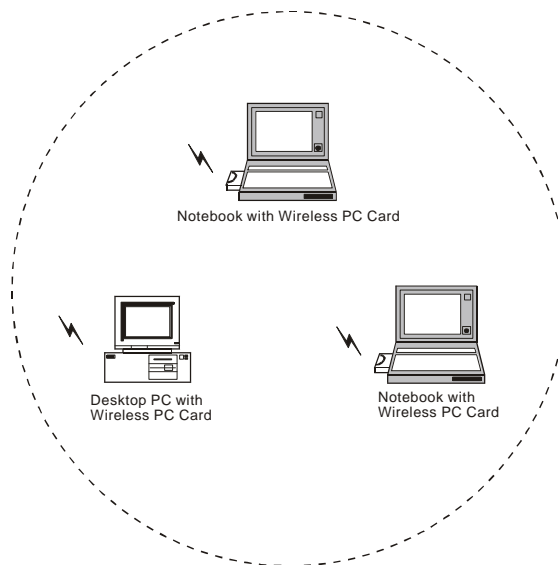 Notebook with Wireless PC Card
Desktop PC with
Wireless PC Card
Notebook with
Wireless PC Card